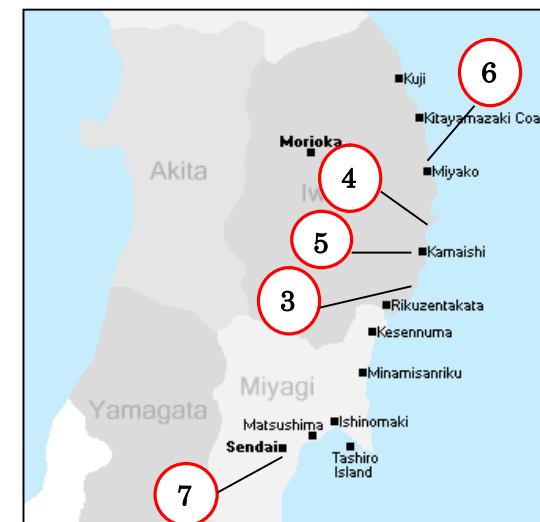 6
Kuji
Kitayamazaki Coa
Morioka
Akita
4
Miyako
Iw
5
Kamaishi
3
Rikuzentakata
Kesennuma
Miyagi
Minamisanriku
Yamagata
Matsushima
Ishinomaki
Sendai
Tashiro
Island
7